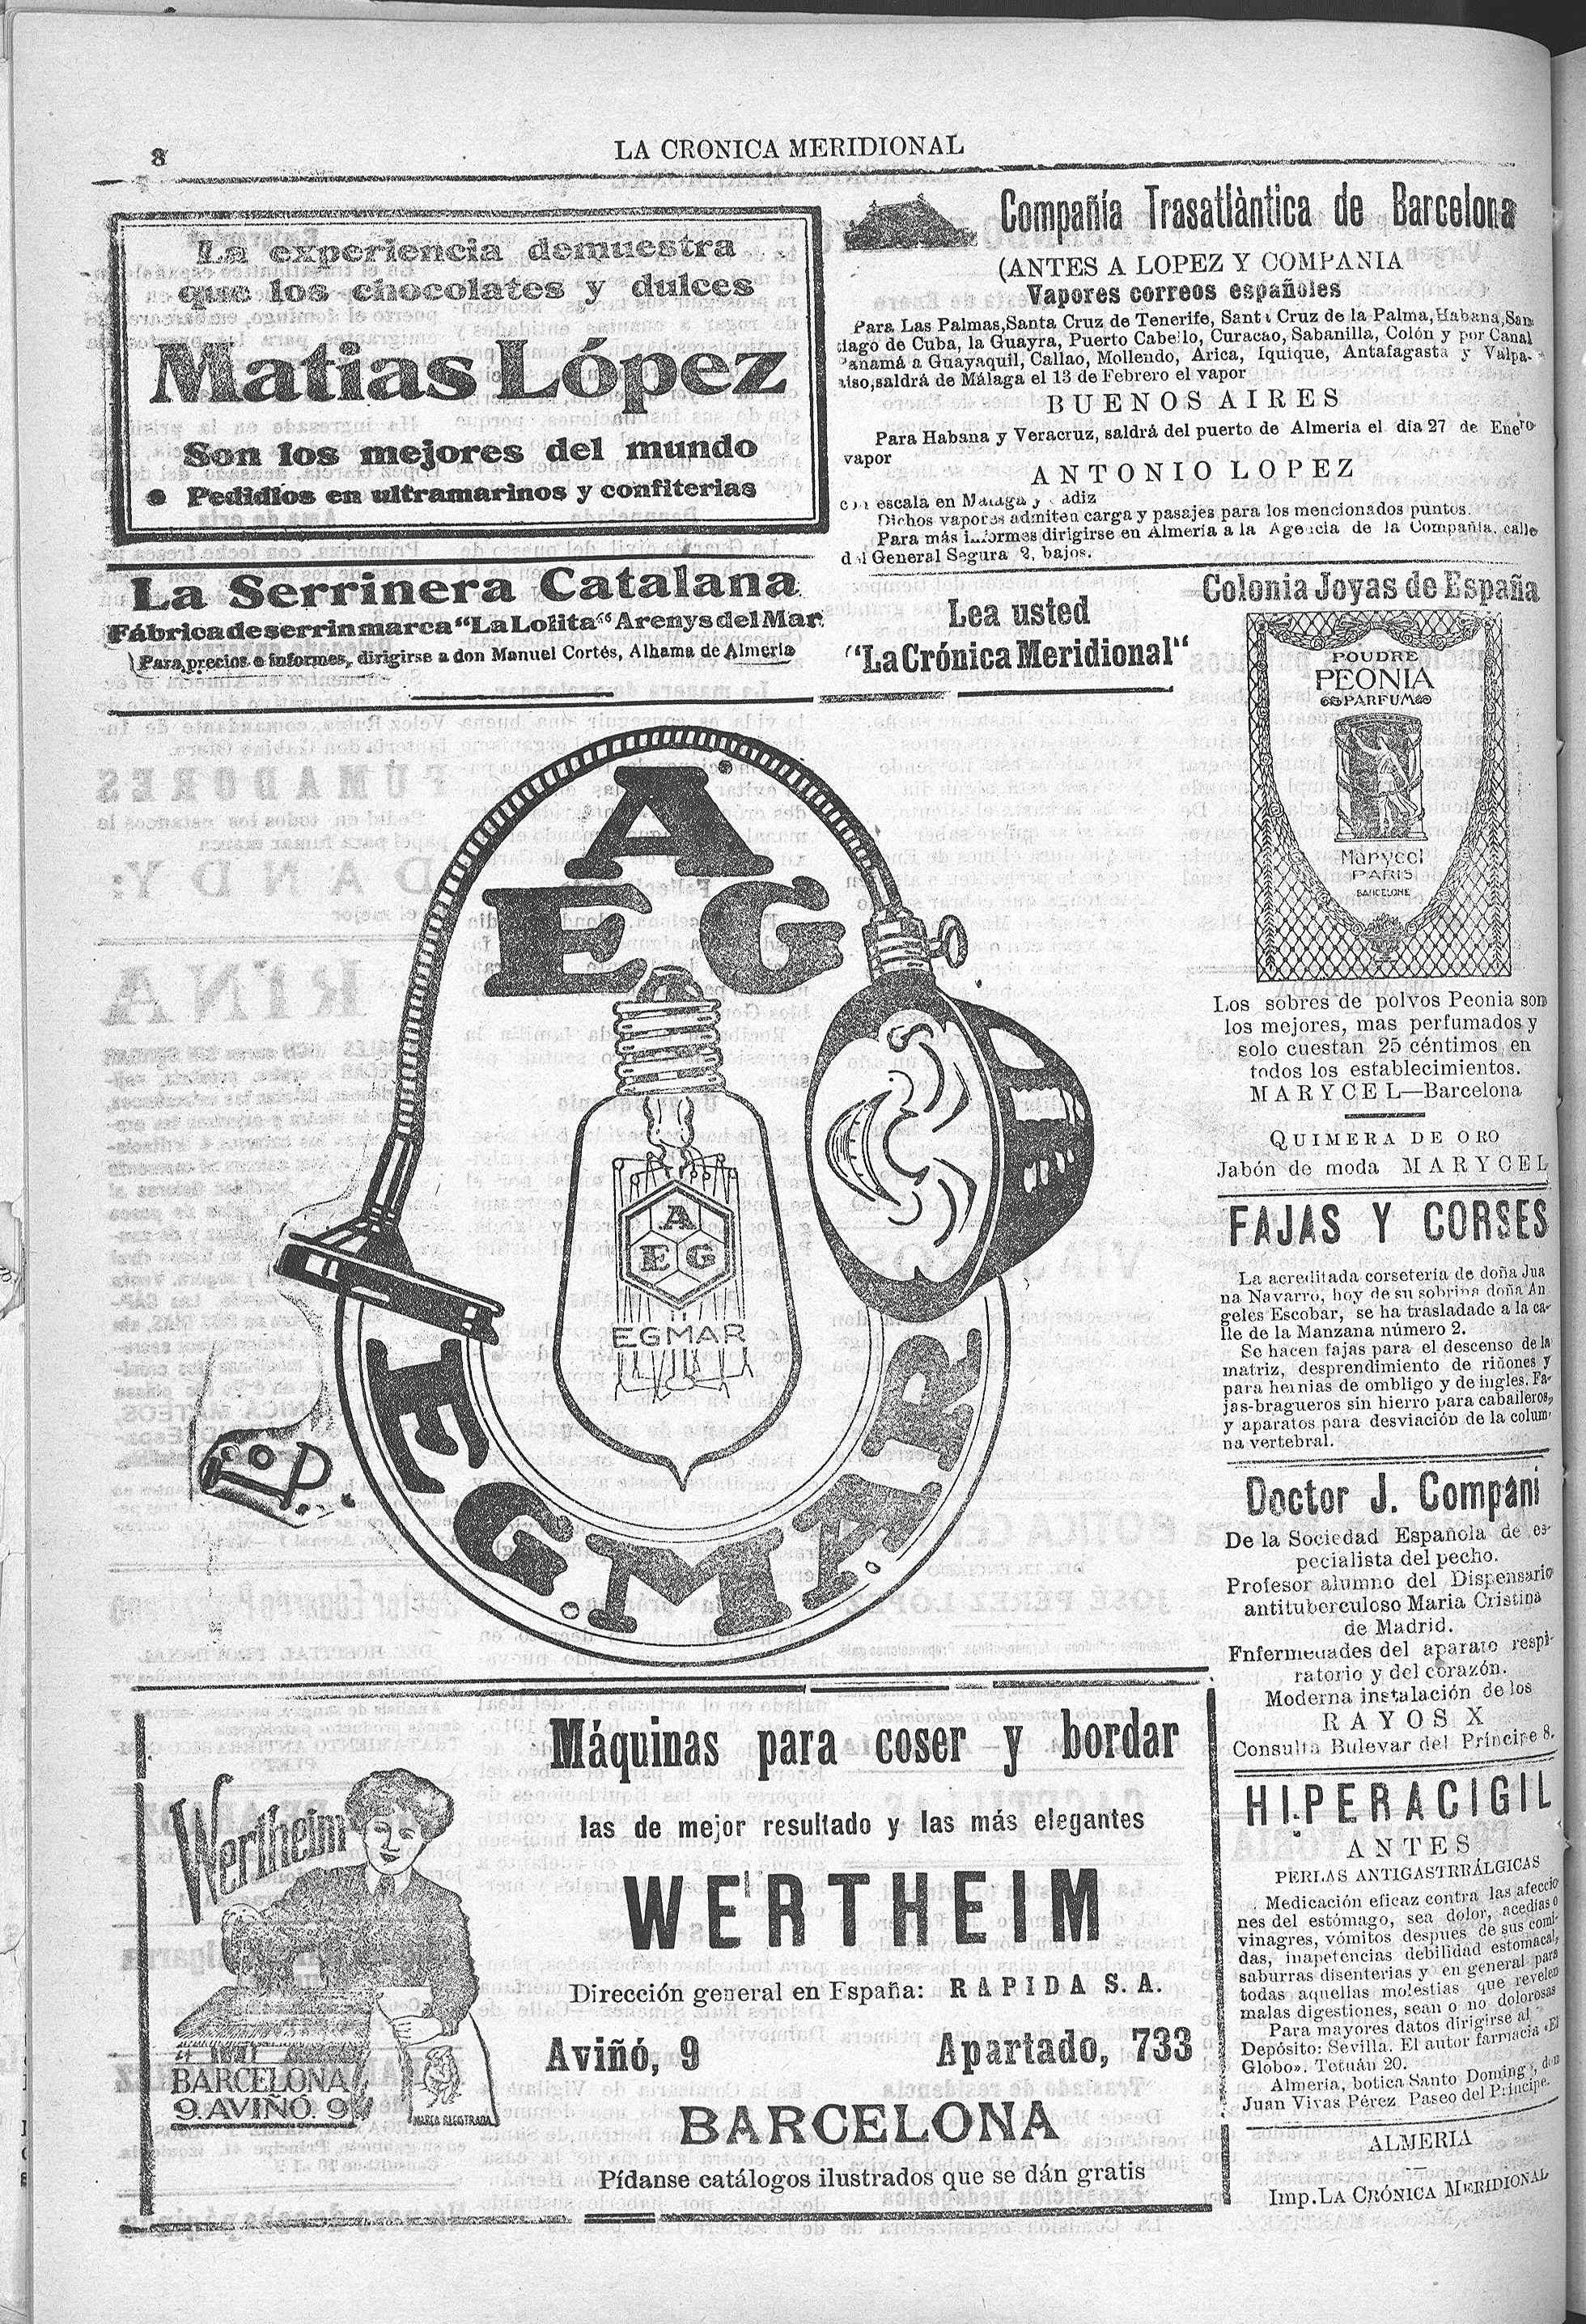 8
LA CRONICA MERIDIONAL
La experiencia demuestra
que los chocolates y dulces
Matias López
Son los mejores del mundo
Pedidlos en ultramarinos y confiterias
La Serrinera Catalana
Fábrica de serrin marca "La Lolita" Arenys del Mar
Para precios e informes, dirigirse a don Manuel Cortés, Alhama de Almeria
Compañía Trasatlàntica de Barcelona
(ANTES A LOPEZ Y COMPANIA
Vapores correos españoles
Para Las Palmas, Santa Cruz de Tenerife, Santa Cruz de la Palma, Habana, San
tiago de Cuba, la Guayra, Puerto Cabello, Curacao, Sabanilla, Colón y por Canal
Panamá a Guayaquil, Callao, Mollendo, Arica, Iquique, Antafagasta y Valpa-
aiso, saldrá de Málaga el 13 de Febrero el vapor
BUENOS AIRES
Para Habana y Veracruz, saldrá del puerto de Almeria el dia 27 de Enero
vapor
ANTONIO LOPEZ
con escala en Malaga y Cádiz
Dichos vapores admiten carga y pasajes para los mencionados puntos.
Para más informes dirigirse en Almería a la Agencia de la Compañía, calle
del General Segura 2, bajos.
Lea usted
"La Crónica Meridional"
Colonia Joyas de España
POUDRE
PEONIA
PARFUM
Marycel
PARIS
BARCELONE
Los sobres de polvos Peonia son
los mejores, mas perfumados y
solo cuestan 25 céntimos en
todos los establecimientos.
MARYCEL—Barcelona
QUIMERA DE ORO
Jabón de moda MARYCEL
FAJAS Y CORSES
La acreditada corsetería de doña Jua
na Navarro, hoy de su sobrina doña An
geles Escobar, se ha trasladado a la ca-
lle de la Manzana número 2.
Se hacen fajas para el descenso de la
matriz, desprendimiento de riñones y
para hernias de ombligo y de ingles. Fa-
jas-bragueros sin hierro para caballeros,
y aparatos para desviación de la colum-
na vertebral.
Doctor J. Compani
De la Sociedad Española de es-
pecialista del pecho.
Profesor alumno del Dispensario
antituberculoso Maria Cristina
de Madrid.
Enfermedades del aparato respi-
ratorio y del corazón.
Moderna instalación de los
RAYOS X
Consulta Bulevar del Príncipe 8.
HIPERACIGIL
ANTES
PERLAS ANTIGASTRRÁLGICAS
Medicación eficaz contra las afeccio
nes del estómago, sea dolor, acedias o
vinagres, vómitos despues de sus comi-
das, inapetencias debilidad estomacal,
saburras disenterias y en general para
todas aquellas molestias que revelen
malas digestiones, sean o no dolorosas
Para mayores datos dirigirse al
Depósito: Sevilla. El autor farmacia «El
Globo». Tetuán 20.
Almeria, botica Santo Domingo, don
Juan Vivas Pérez, Paseo del Príncipe.
ALMERIA
Imp. LA CRÓNICA MERIDIONAL
AEG
AEG
EGMAR
EGMAR
Máquinas para coser y bordar
las de mejor resultado y las más elegantes
WERTHEIM
Dirección general en España: RAPIDA S. A.
Aviñó, 9 Apartado, 733
BARCELONA
Pídanse catálogos ilustrados que se dán gratis
Wertheim
BARCELONA
9. AVIÑO. 9
MARCA REGISTRADA